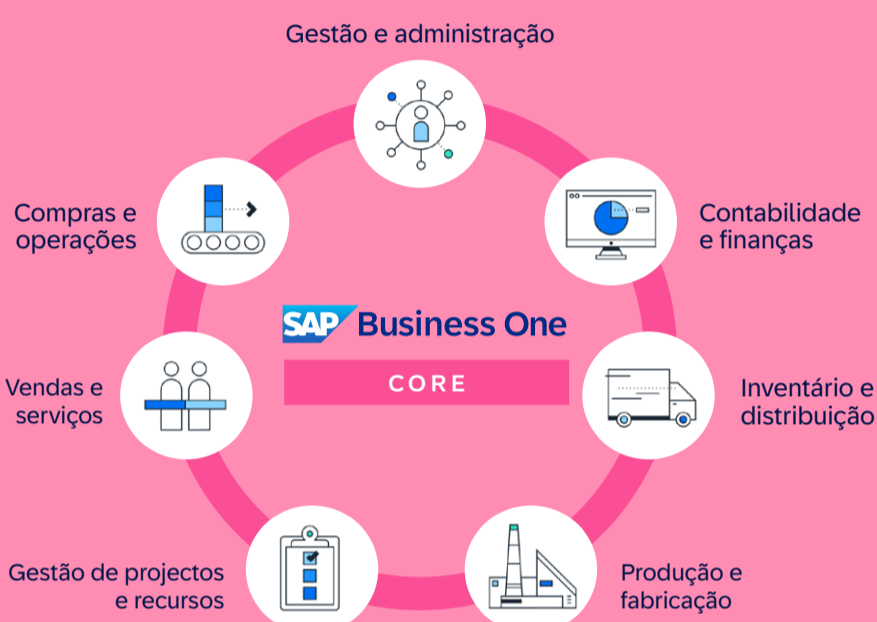 Gestão e administração
Compras e
operações
Contabilidade
e finanças
SAP Business One
CORE
Vendas e
serviços
Inventário e
distribuição
Gestão de projectos
e recursos
Produção e
fabricação